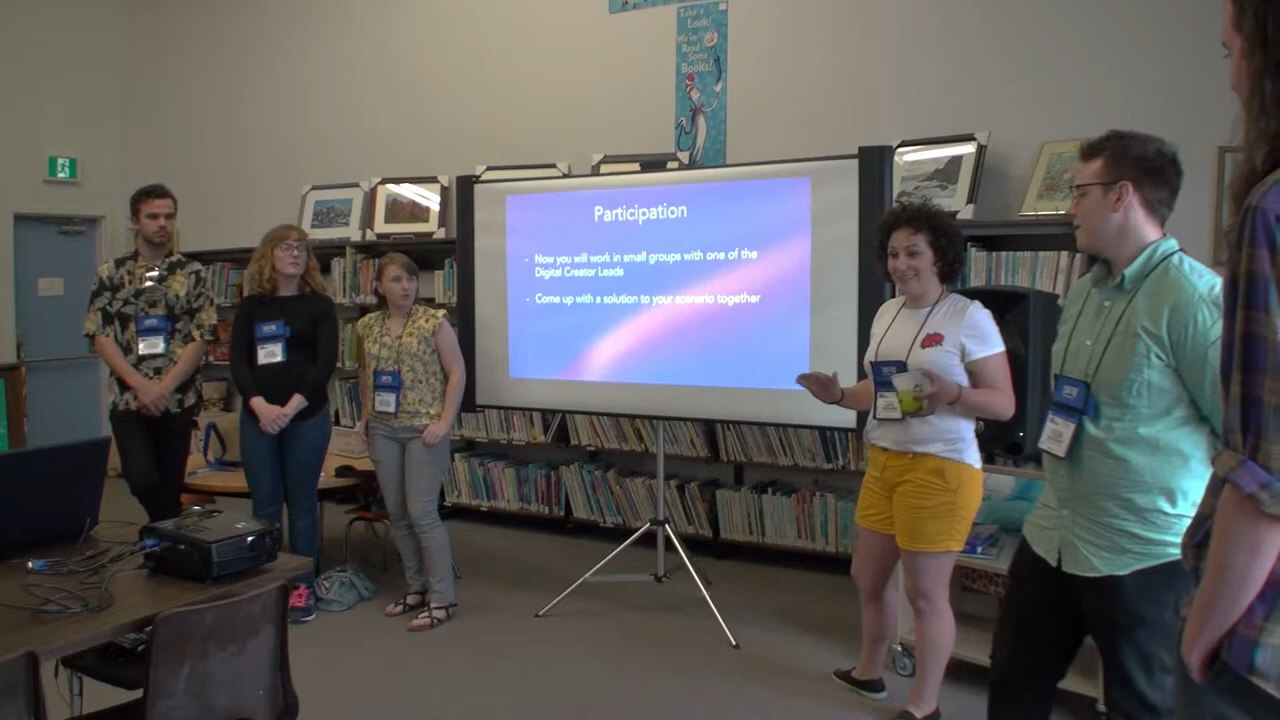 Take a
Look!
We've
Read
Some
Books!
Participation
- Now you will work in small groups with one of the
Digital Creator Leads
- Come up with a solution to your scenario together